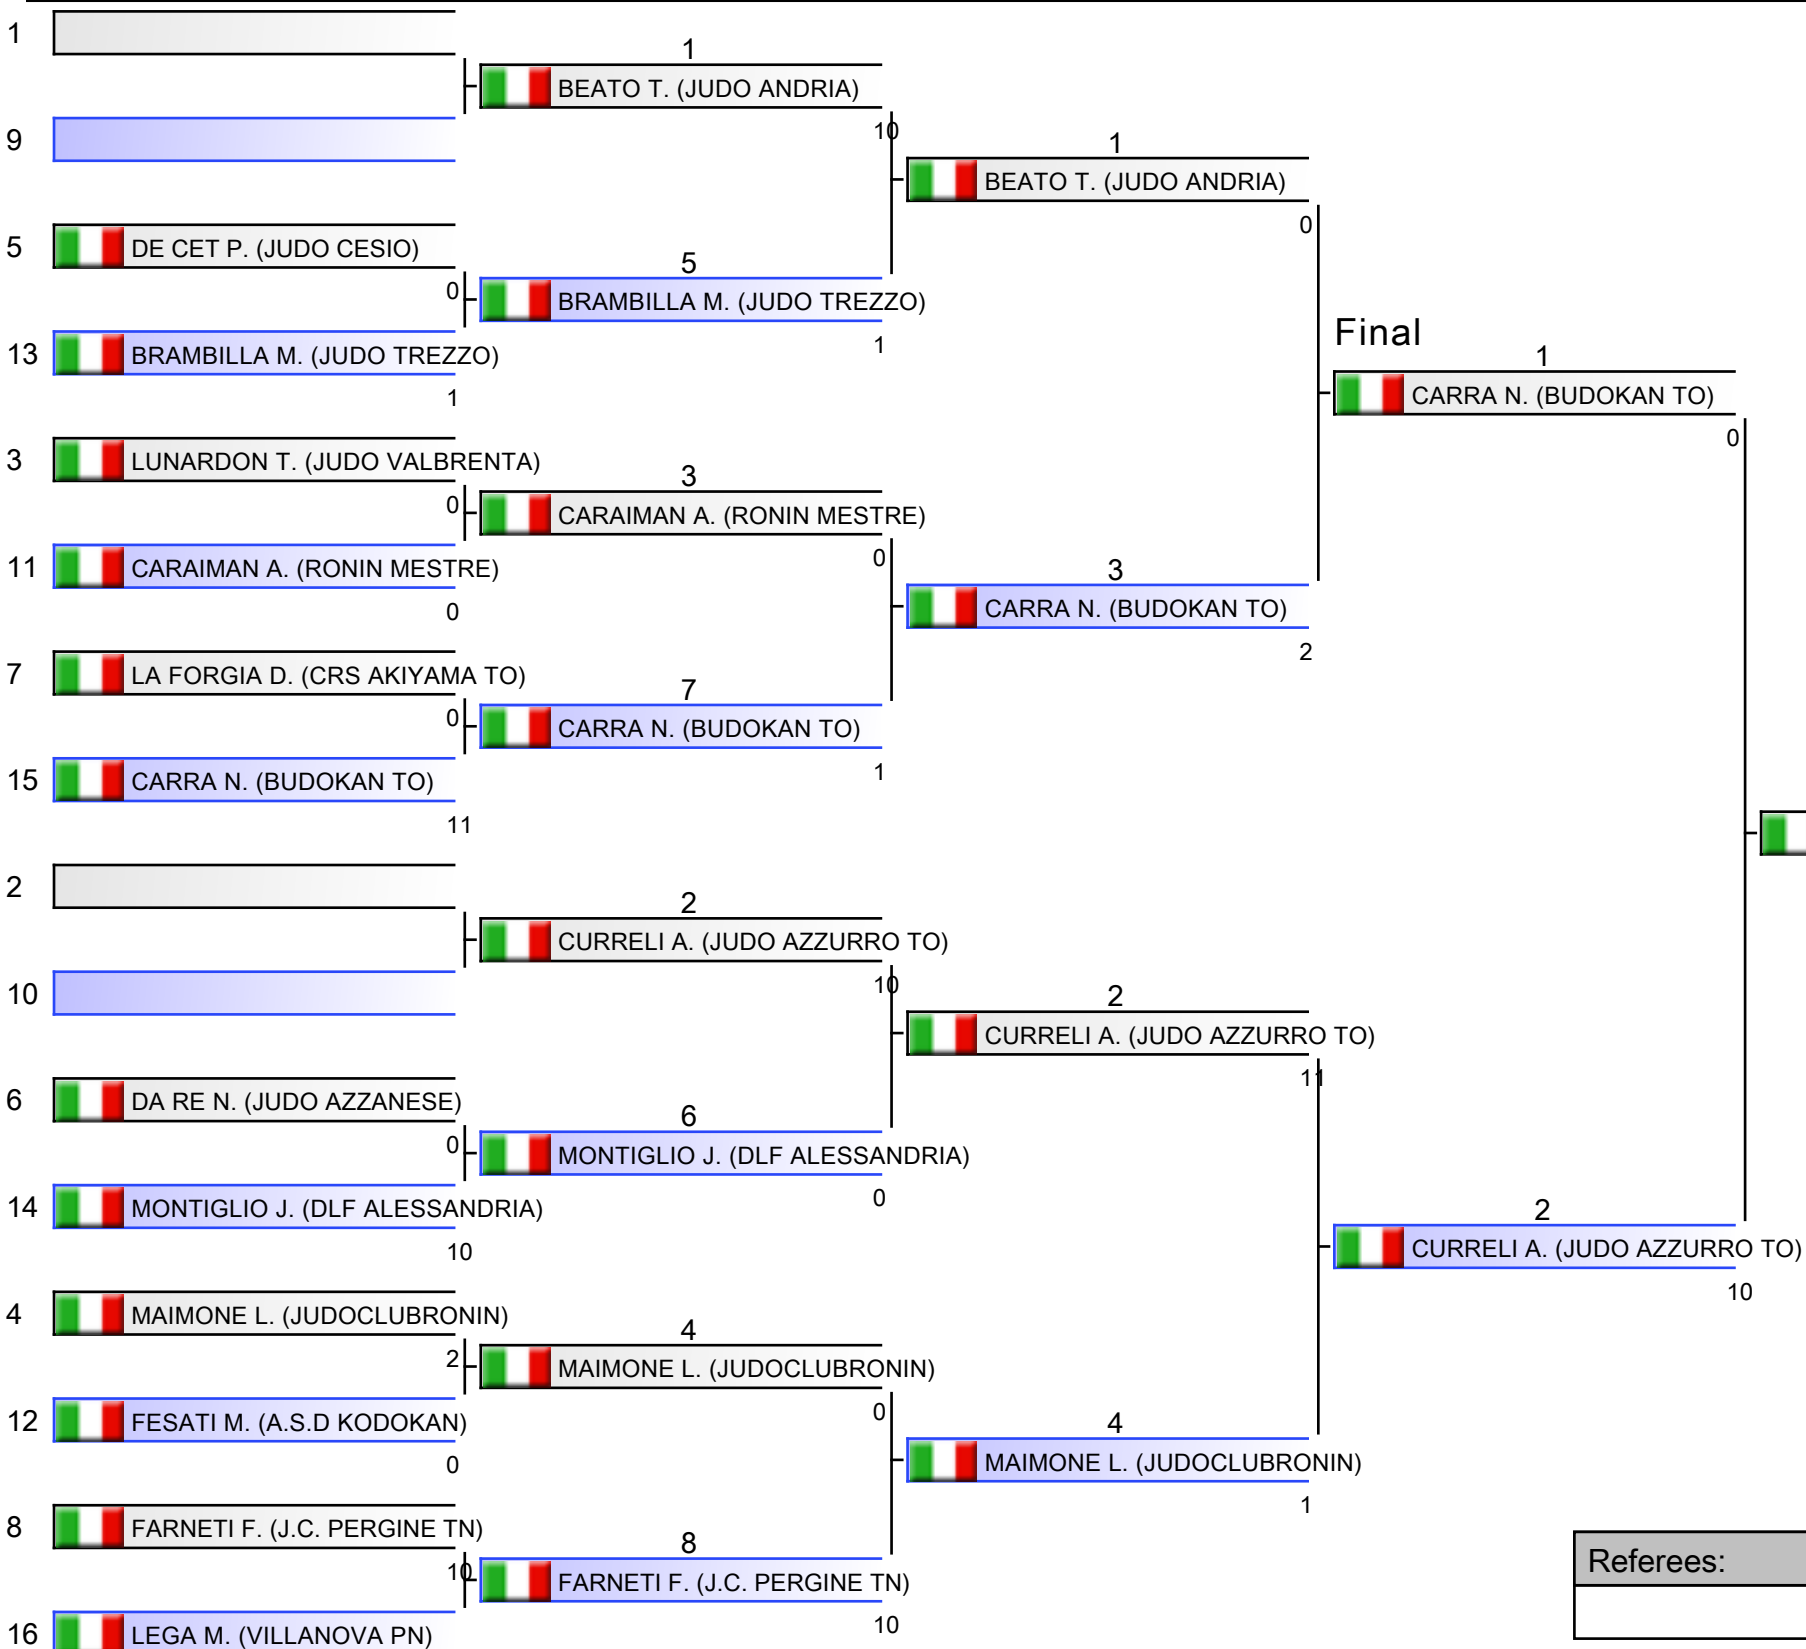 1
1
BEATO T. (JUDO ANDRIA)
10
9
1
BEATO T. (JUDO ANDRIA)
0
5
DE CET P. (JUDO CESIO)
0
5
BRAMBILLA M. (JUDO TREZZO)
1
13
BRAMBILLA M. (JUDO TREZZO)
1
Final
1
CARRA N. (BUDOKAN TO)
0
3
LUNARDON T. (JUDO VALBRENTA)
0
3
CARAIMAN A. (RONIN MESTRE)
0
11
CARAIMAN A. (RONIN MESTRE)
0
3
CARRA N. (BUDOKAN TO)
2
7
LA FORGIA D. (CRS AKIYAMA TO)
0
7
CARRA N. (BUDOKAN TO)
1
15
CARRA N. (BUDOKAN TO)
11
2
2
CURRELI A. (JUDO AZZURRO TO)
10
10
2
CURRELI A. (JUDO AZZURRO TO)
11
6
DA RE N. (JUDO AZZANESE)
0
6
MONTIGLIO J. (DLF ALESSANDRIA)
0
14
MONTIGLIO J. (DLF ALESSANDRIA)
10
2
CURRELI A. (JUDO AZZURRO TO)
10
4
MAIMONE L. (JUDOCLUBRONIN)
2
4
MAIMONE L. (JUDOCLUBRONIN)
0
12
FESATI M. (A.S.D KODOKAN)
0
4
MAIMONE L. (JUDOCLUBRONIN)
1
8
FARNETI F. (J.C. PERGINE TN)
10
8
FARNETI F. (J.C. PERGINE TN)
10
16
LEGA M. (VILLANOVA PN)
Referees: